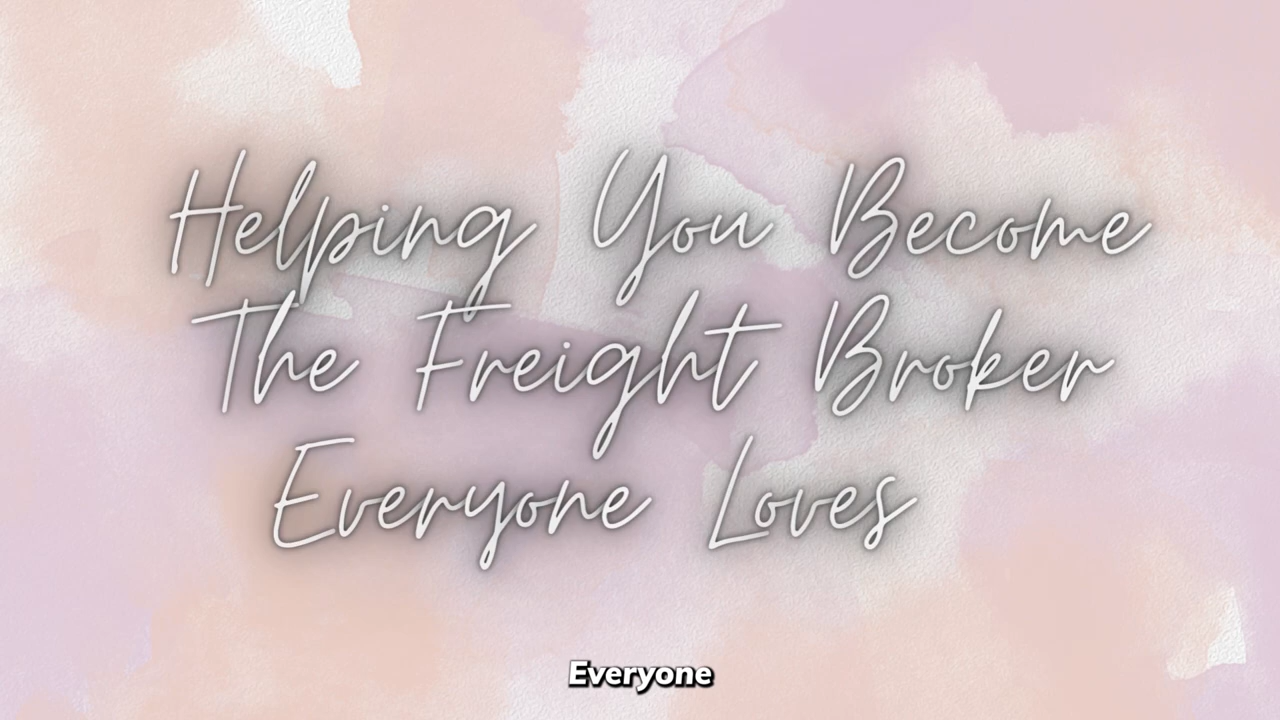 Helping You Become
The Freight Broker
Everyone Loves
Everyone